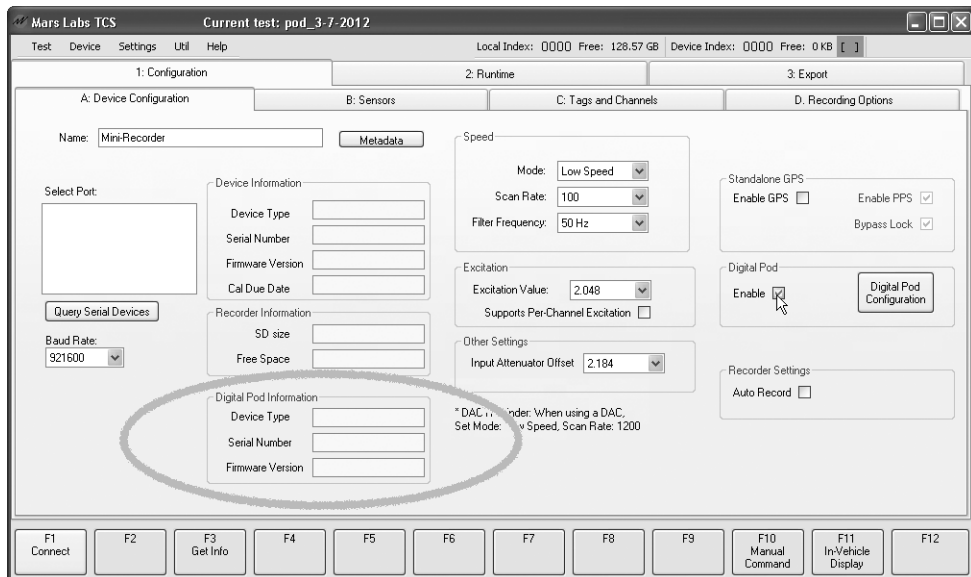 Mars Labs TCS Current test: pod_3-7-2012
Test Device Settings Util Help Local Index: 0000 Free: 128.57 GB Device Index: 0000 Free: 0 KB [ ]
1: Configuration 2: Runtime 3: Export
A: Device Configuration B: Sensors C: Tags and Channels D. Recording Options
Name: Mini-Recorder Metadata
Select Port:
Query Serial Devices
Baud Rate:
921600
Device Information
Device Type
Serial Number
Firmware Version
Cal Due Date
Recorder Information
SD size
Free Space
Digital Pod Information
Device Type
Serial Number
Firmware Version
Speed
Mode: Low Speed
Scan Rate: 100
Filter Frequency: 50 Hz
Excitation
Excitation Value: 2.048
Supports Per-Channel Excitation
Other Settings
Input Attenuator Offset 2.184
* DAC When using a DAC,
Set Mode: Speed, Scan Rate: 1200
Standalone GPS
Enable GPS Enable PPS
Bypass Lock
Digital Pod
Enable Digital Pod
Configuration
Recorder Settings
Auto Record
F1 F2 F3 F4 F5 F6 F7 F8 F9 F10 F11 F12
Connect Get Info Manual In-Vehicle
Command Display